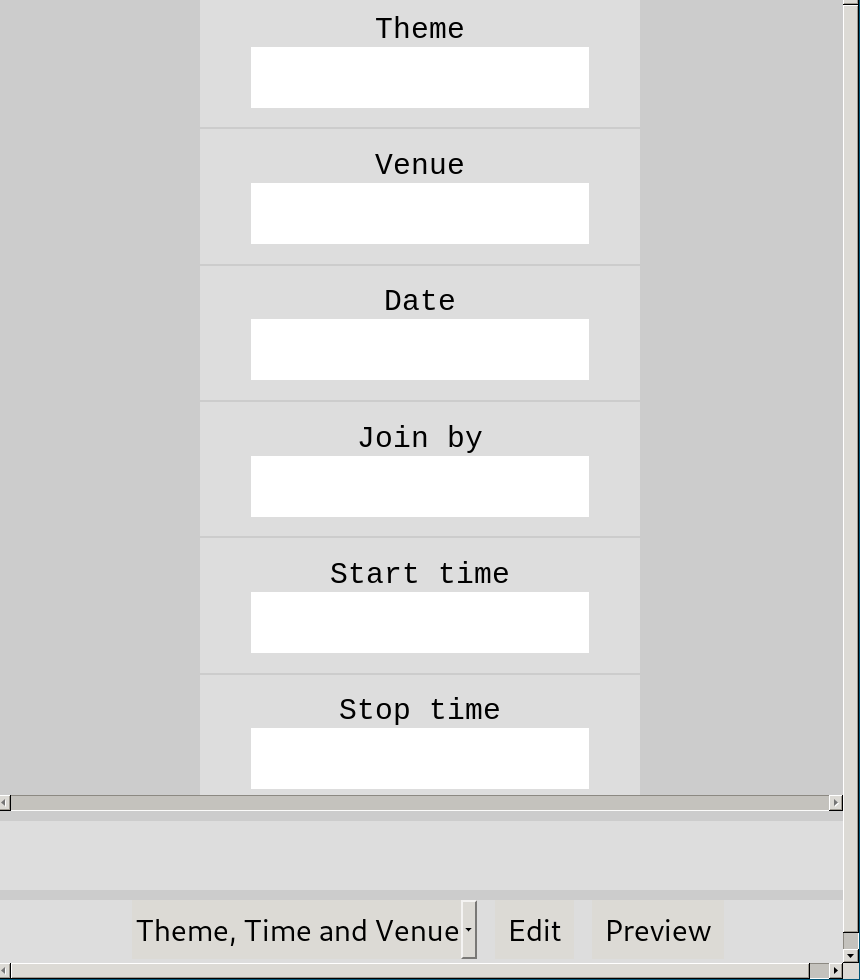 Theme
Venue
Date
Join by
Start time
Stop time
Theme, Time and Venue Edit Preview